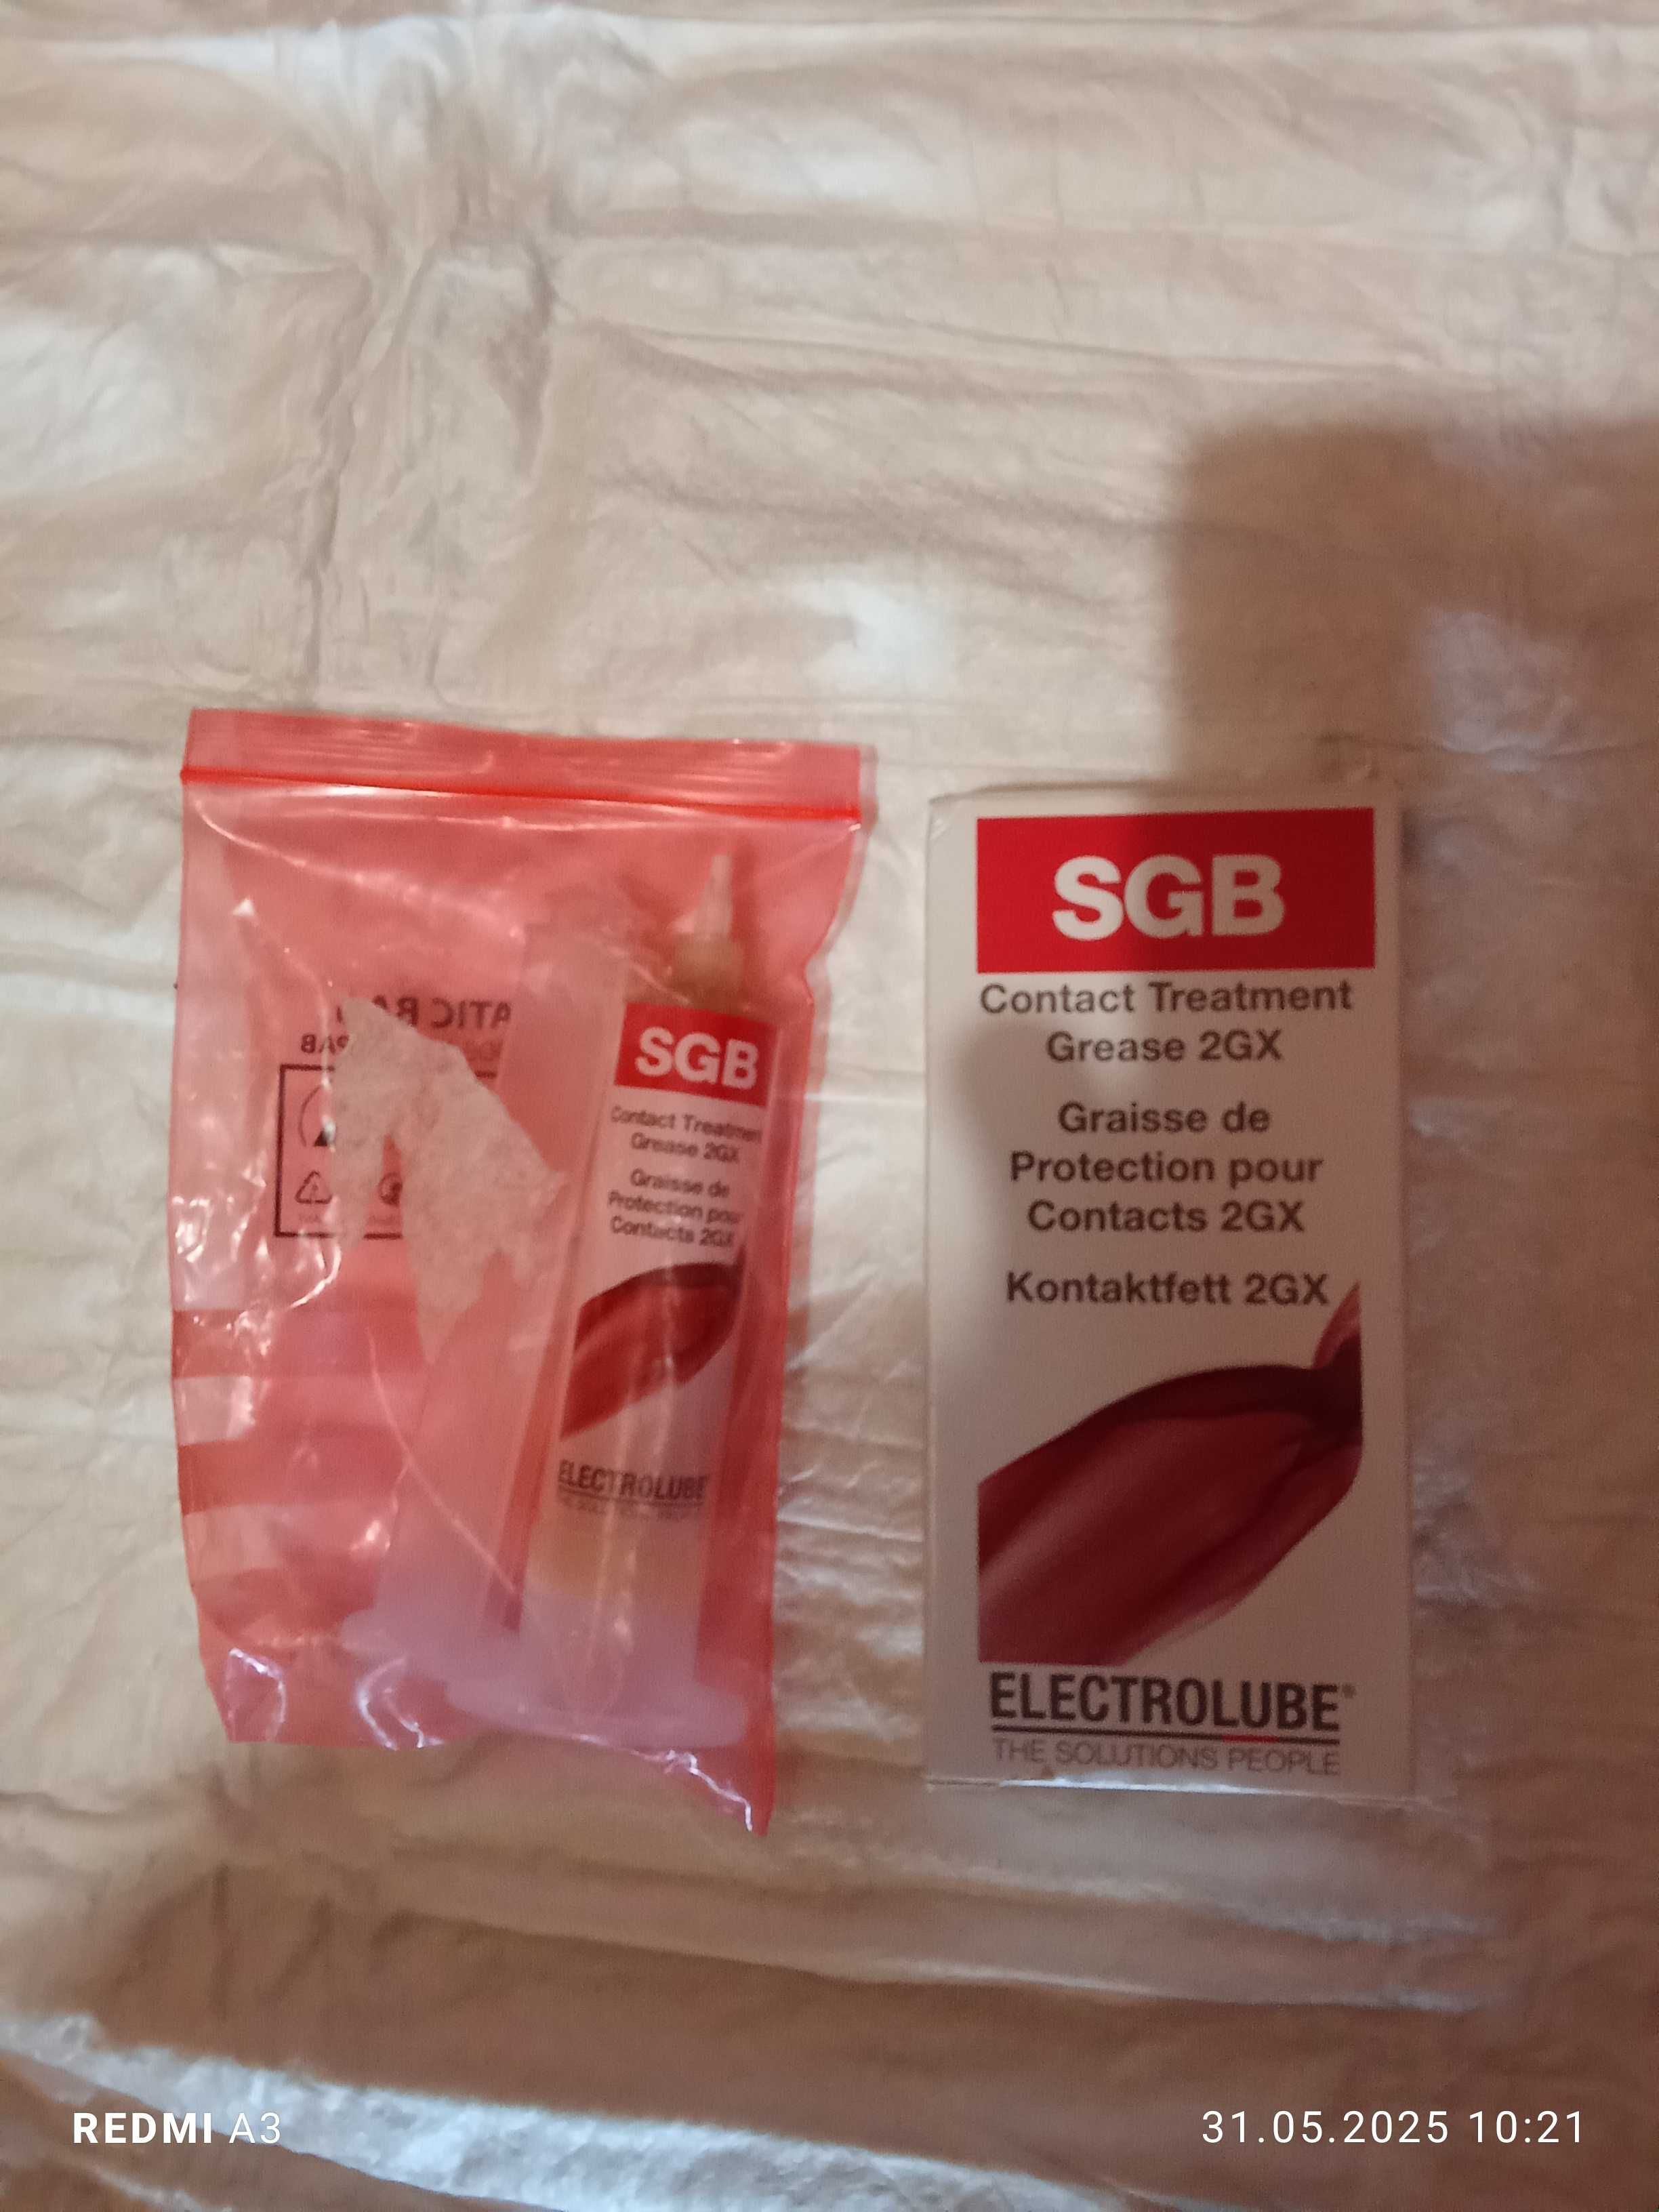 SGB
Contact Treatment
Grease 2GX
Graisse de
Protection pour
Contacts 2GX
ELECTROLUBE
SGB
Contact Treatment
Grease 2GX
Graisse de
Protection pour
Contacts 2GX
Kontaktfett 2GX
ELECTROLUBE®
THE SOLUTIONS PEOPLE
REDMI A3
31.05.2025 10:21